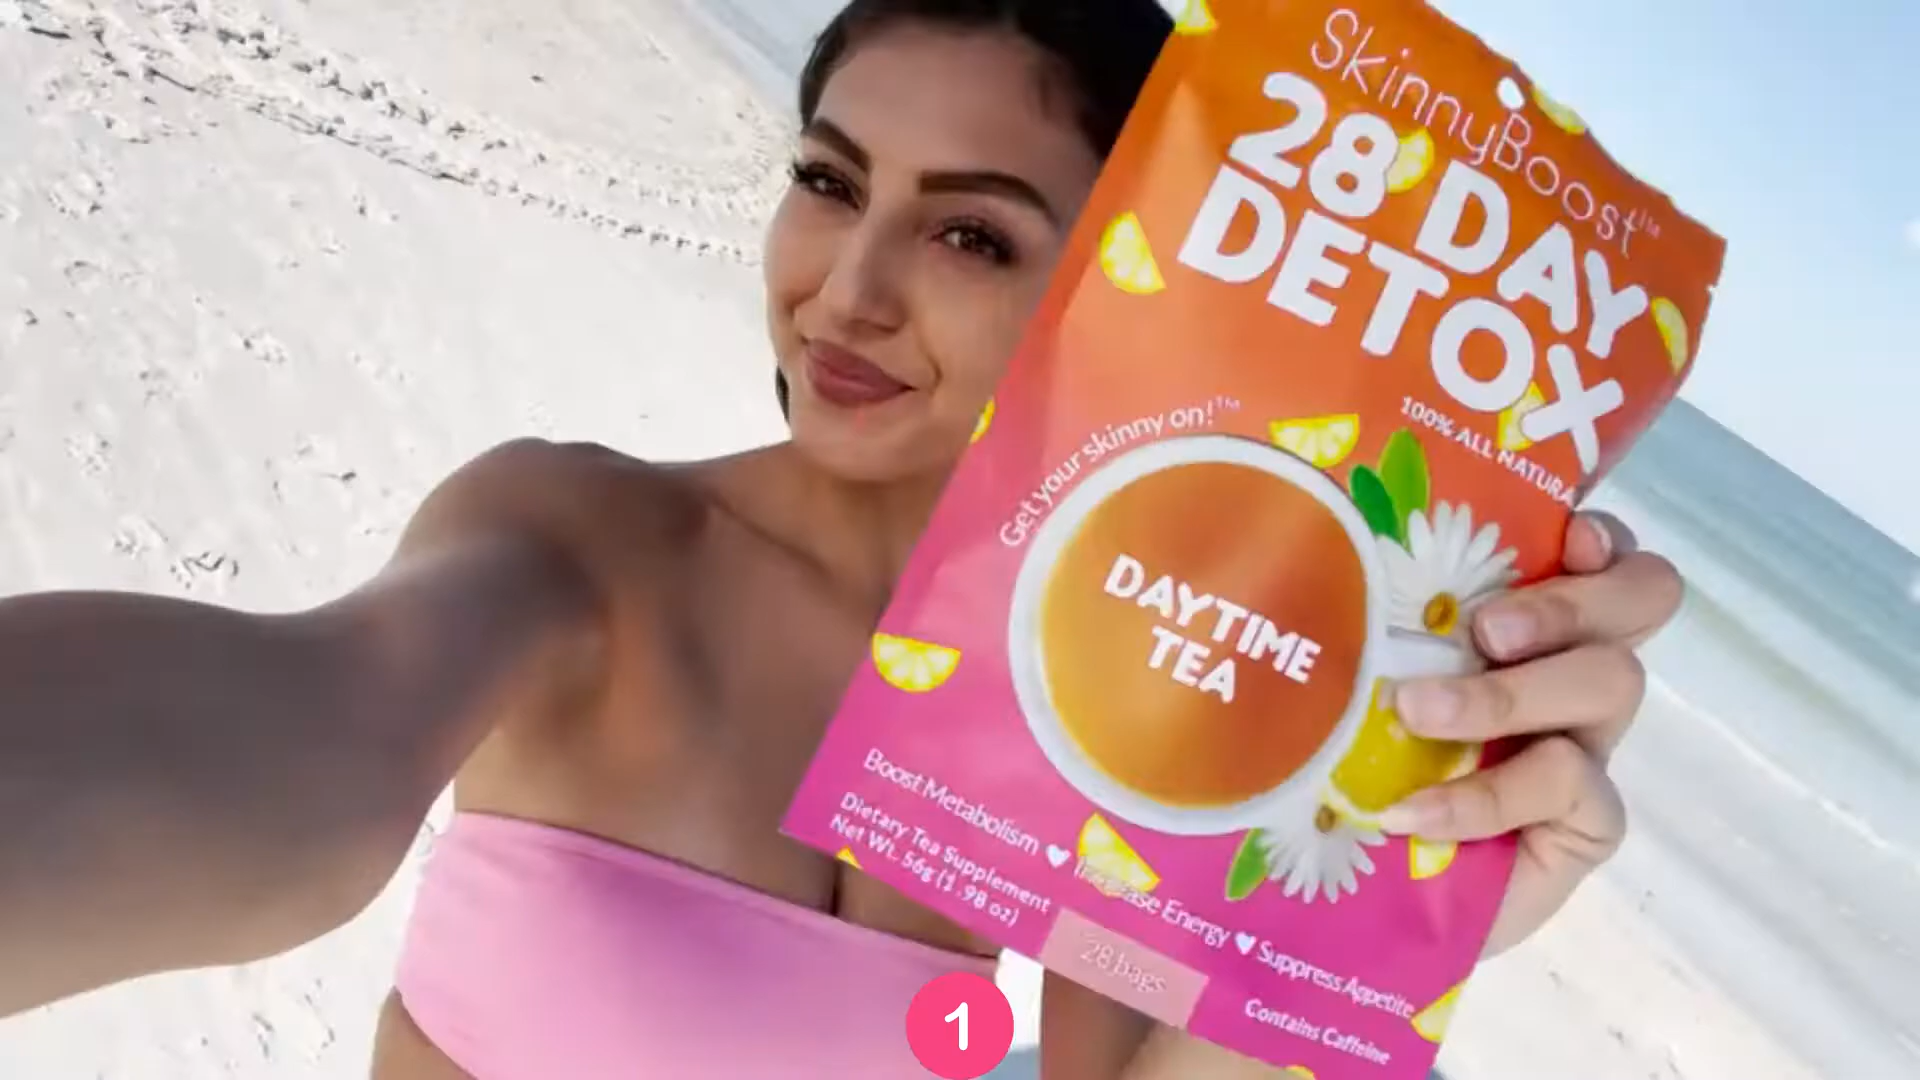 SkinnyBoost™
28 DAY
DETOX
100% ALL NATURA
Get your skinny on!™
DAYTIME
TEA
Boost Metabolism ♥ Increase Energy ♥ Suppress Appetite
Dietary Tea Supplement
Net Wt. 56g (1.98 oz)
28 bags
Contains Caffeine
1